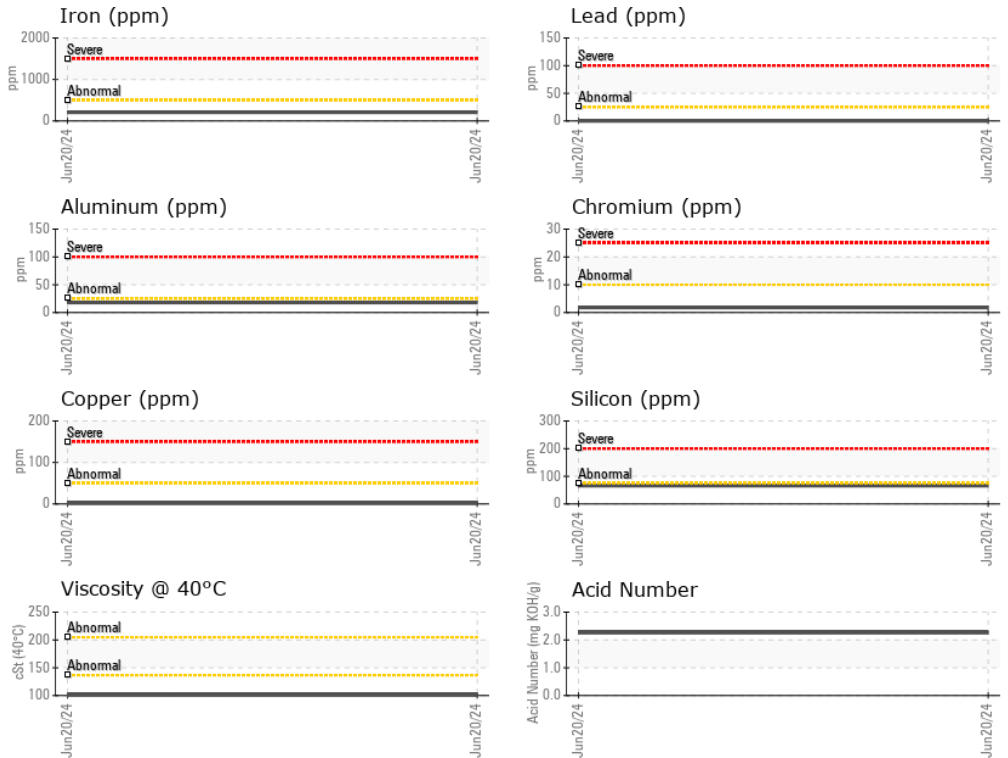 Iron (ppm)
2000
1000
0
ppm
Severe
Abnormal
Jun20/24
Jun20/24
Lead (ppm)
150
100
50
0
ppm
Severe
Abnormal
Jun20/24
Jun20/24
Aluminum (ppm)
150
100
50
0
ppm
Severe
Abnormal
Jun20/24
Jun20/24
Chromium (ppm)
30
20
10
0
ppm
Severe
Abnormal
Jun20/24
Jun20/24
Copper (ppm)
200
100
0
ppm
Severe
Abnormal
Jun20/24
Jun20/24
Silicon (ppm)
300
200
100
0
ppm
Severe
Abnormal
Jun20/24
Jun20/24
Viscosity @ 40°C
250
200
150
100
cSt (40°C)
Abnormal
Abnormal
Jun20/24
Jun20/24
Acid Number
3.0
2.0
1.0
0.0
Acid Number (mg KOH/g)
Jun20/24
Jun20/24